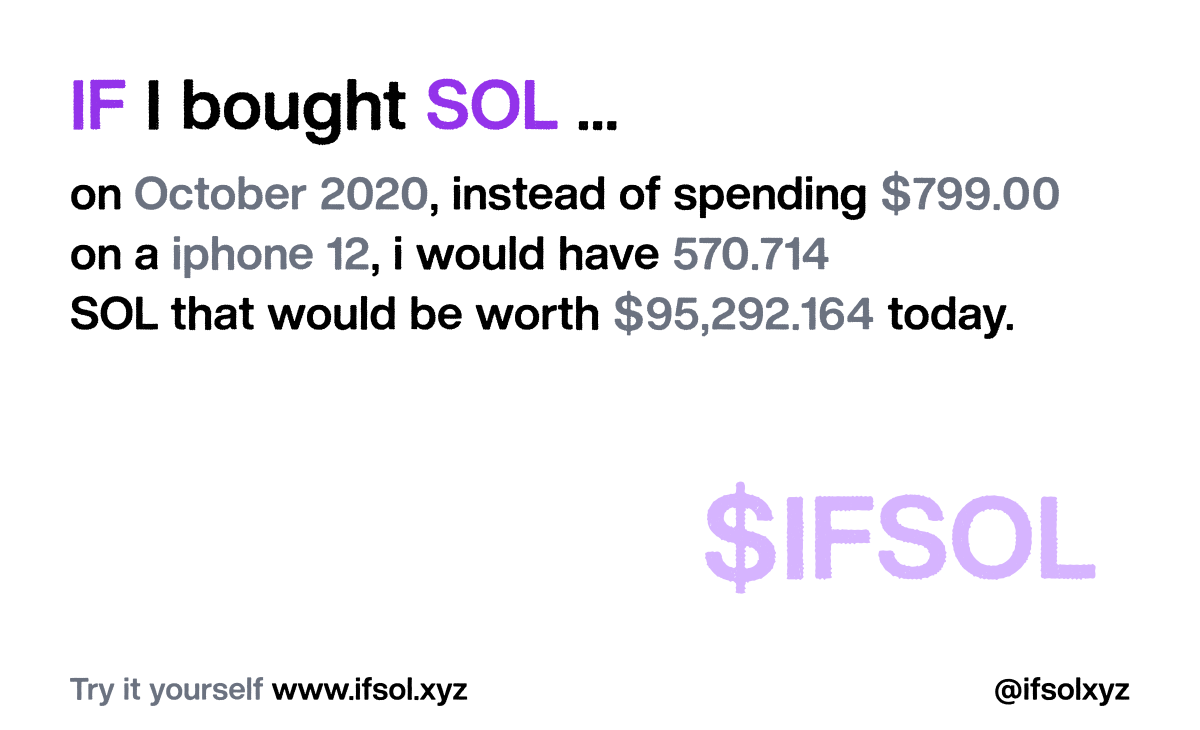 IF I bought SOL ...
on October 2020, instead of spending $799.00
on a iphone 12, i would have 570.714
SOL that would be worth $95,292.164 today.
$IFSOL
Try it yourself www.ifsol.xyz
@ifsolxyz